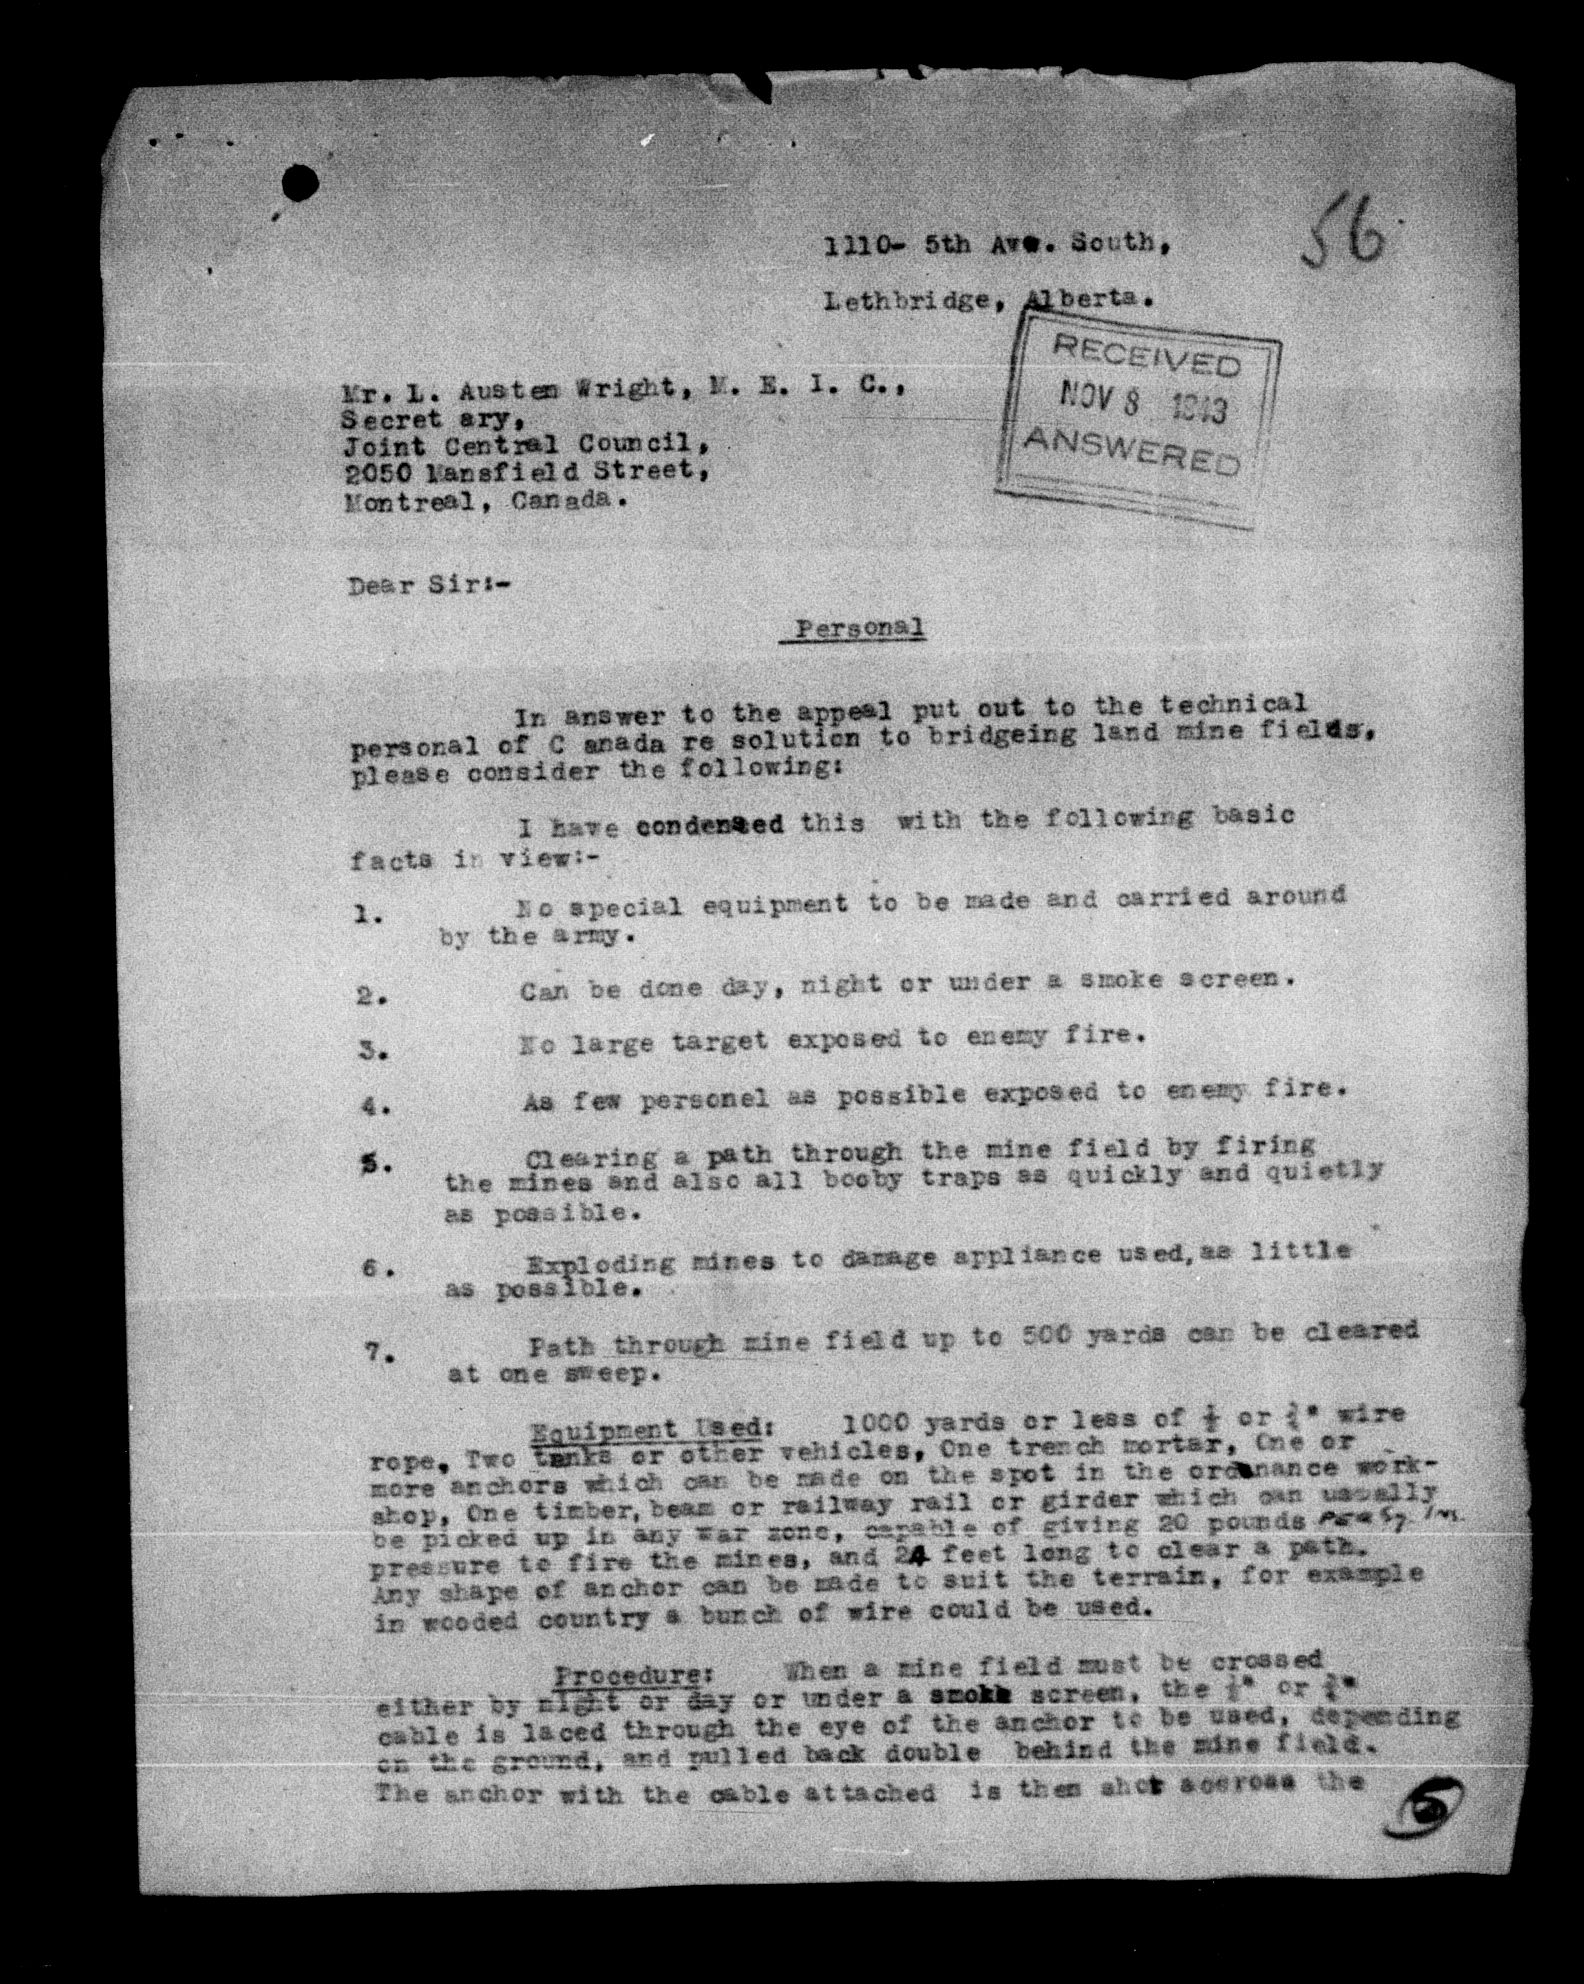 56
1110- 5th Ave. South,
Lethbridge, Alberta.
RECEIVED
NOV 8 1943
ANSWERED
Mr. L. Austen Wright, M. E. I. C.,
Secret ary,
Joint Central Council,
2050 Mansfield Street,
Montreal, Canada.
Dear Sir:-
Personal
In answer to the appeal put out to the technical
personal of C anada re solution to bridgeing land mine fields,
please consider the following:
I have condensed this with the following basic
facts in view:-
1. No special equipment to be made and carried around
by the army.
2. Can be done day, night or under a smoke screen.
3. No large target exposed to enemy fire.
4. As few personel as possible exposed to enemy fire.
5. Clearing a path through the mine field by firing
the mines and also all booby traps as quickly and quietly
as possible.
6. Exploding mines to damage appliance used, as little
as possible.
7. Path through mine field up to 500 yards can be cleared
at one sweep.
Equipment Used: 1000 yards or less of ½ or ¾" wire
rope, Two tanks or other vehicles, One trench mortar, One or
more anchors which can be made on the spot in the ordenance work-
shop, One timber, beam or railway rail or girder which can usually
be picked up in any war zone, capable of giving 20 pounds per sq. in.
pressure to fire the mines, and 24 feet long to clear a path.
Any shape of anchor can be made to suit the terrain, for example
in wooded country a bunch of wire could be used.
Procedure: When a mine field must be crossed
either by night or day or under a smoke screen, the ½" or ¾"
cable is laced through the eye of the anchor to be used, depending
on the ground, and pulled back double behind the mine field.
The anchor with the cable attached is then shot accross the
5